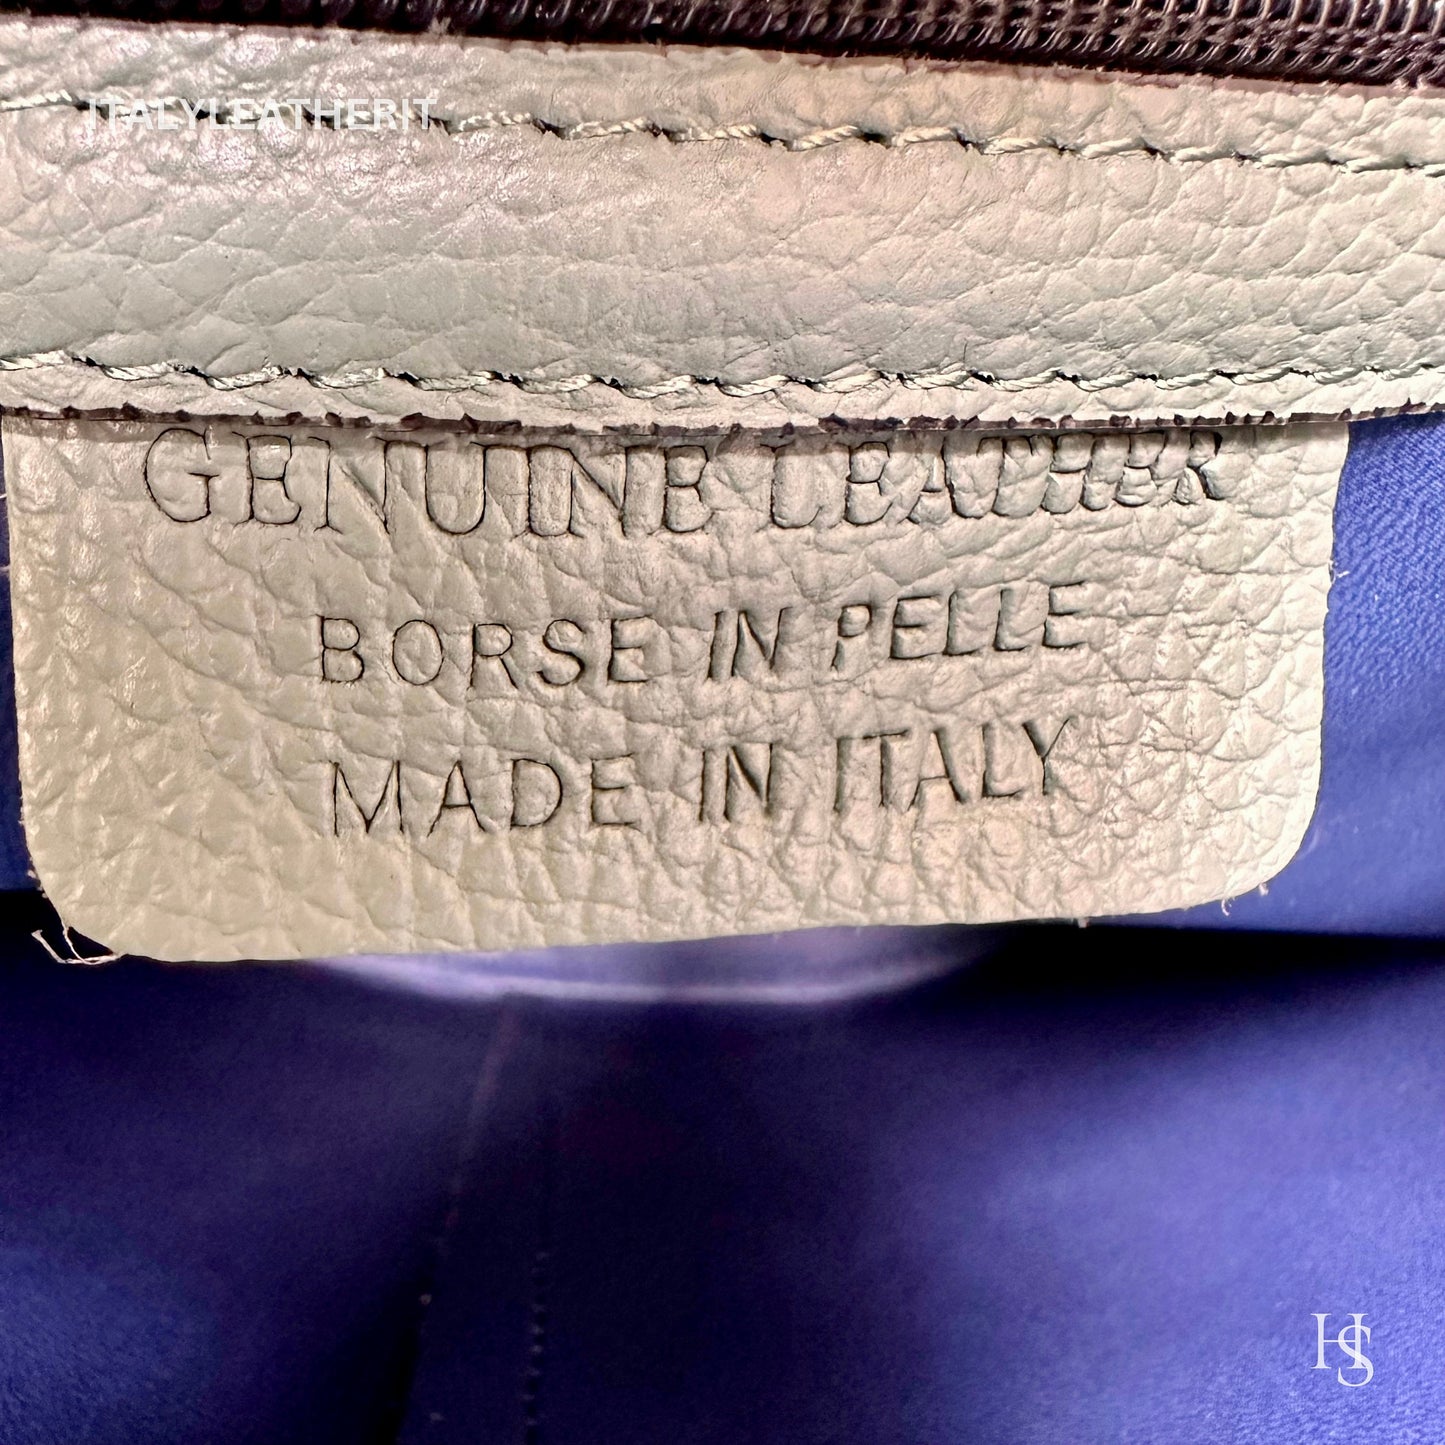 ITALYLEATHERIT
GENUINE LEATHER
BORSE IN PELLE
MADE IN ITALY
HS